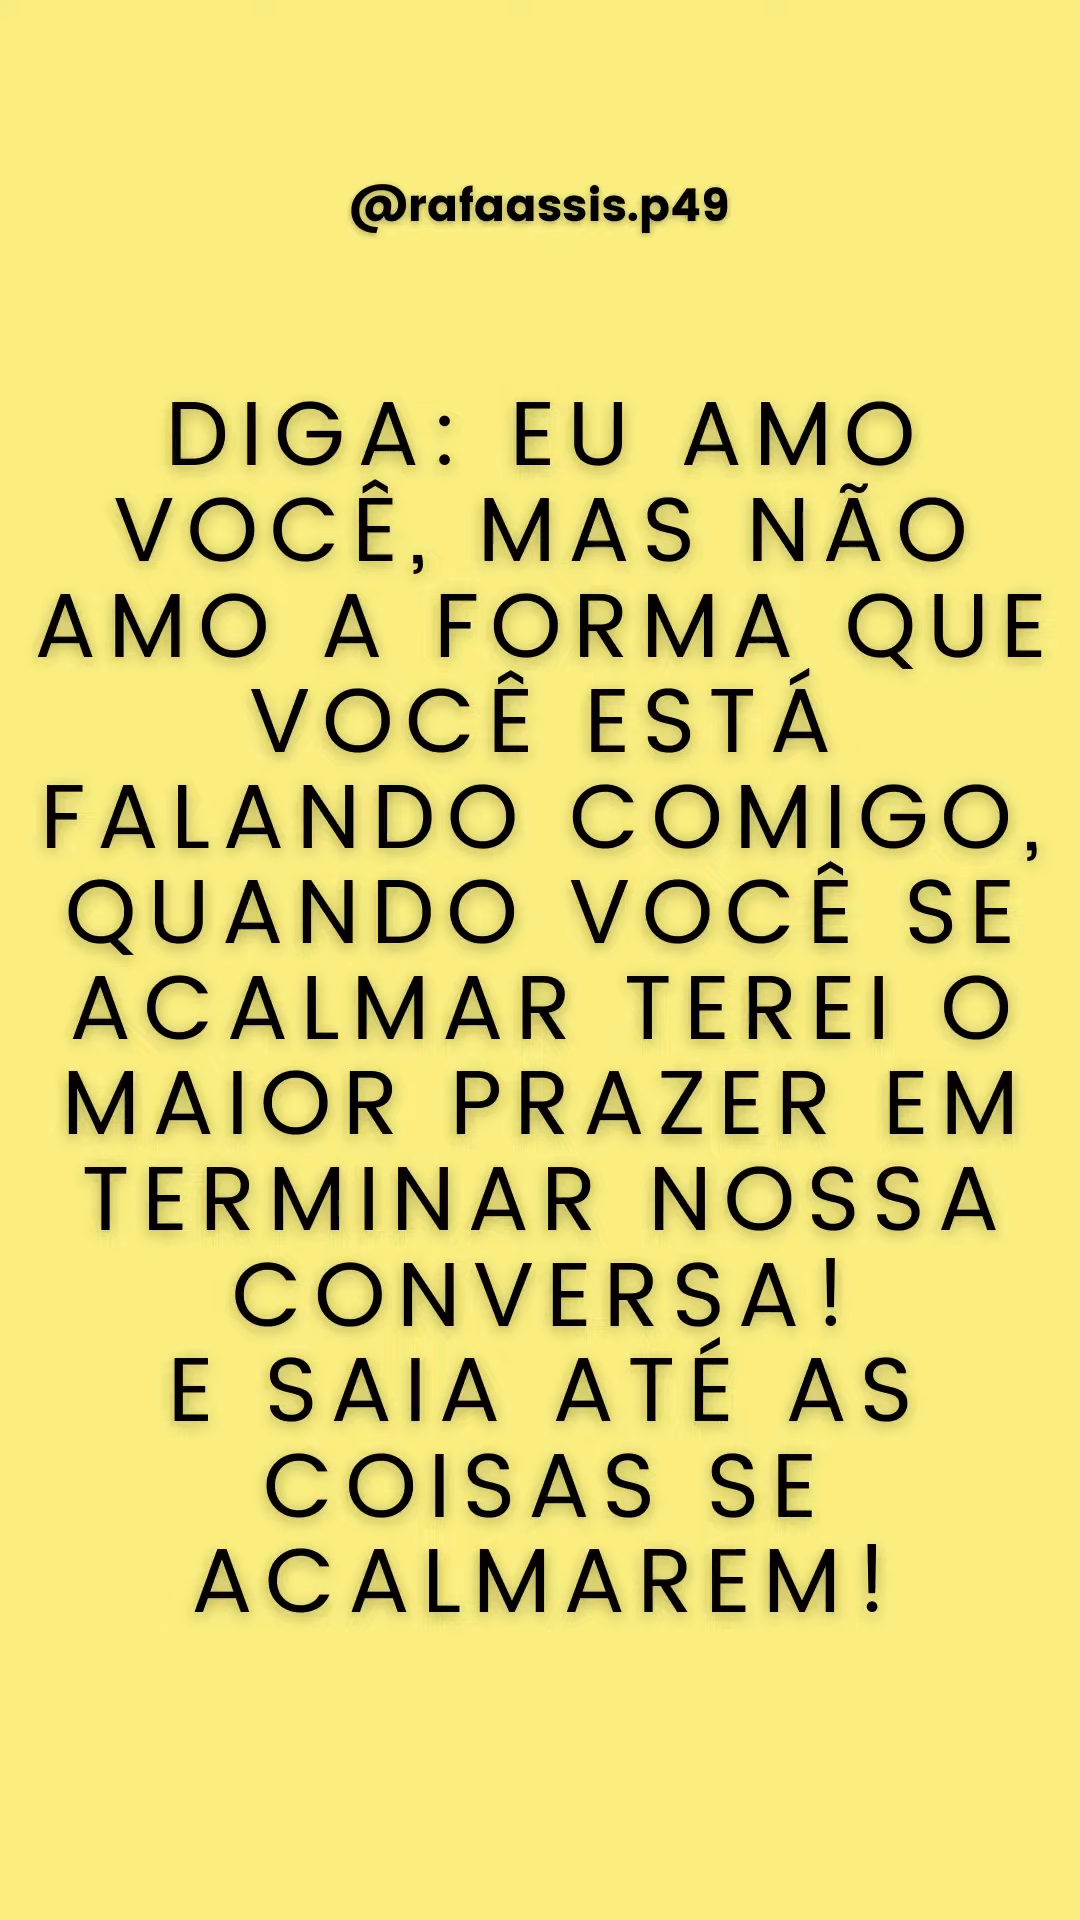 @rafaassis.p49
DIGA: EU AMO
VOCÊ, MAS NÃO
AMO A FORMA QUE
VOCÊ ESTÁ
FALANDO COMIGO,
QUANDO VOCÊ SE
ACALMAR TEREI O
MAIOR PRAZER EM
TERMINAR NOSSA
CONVERSA!
E SAIA ATÉ AS
COISAS SE
ACALMAREM!